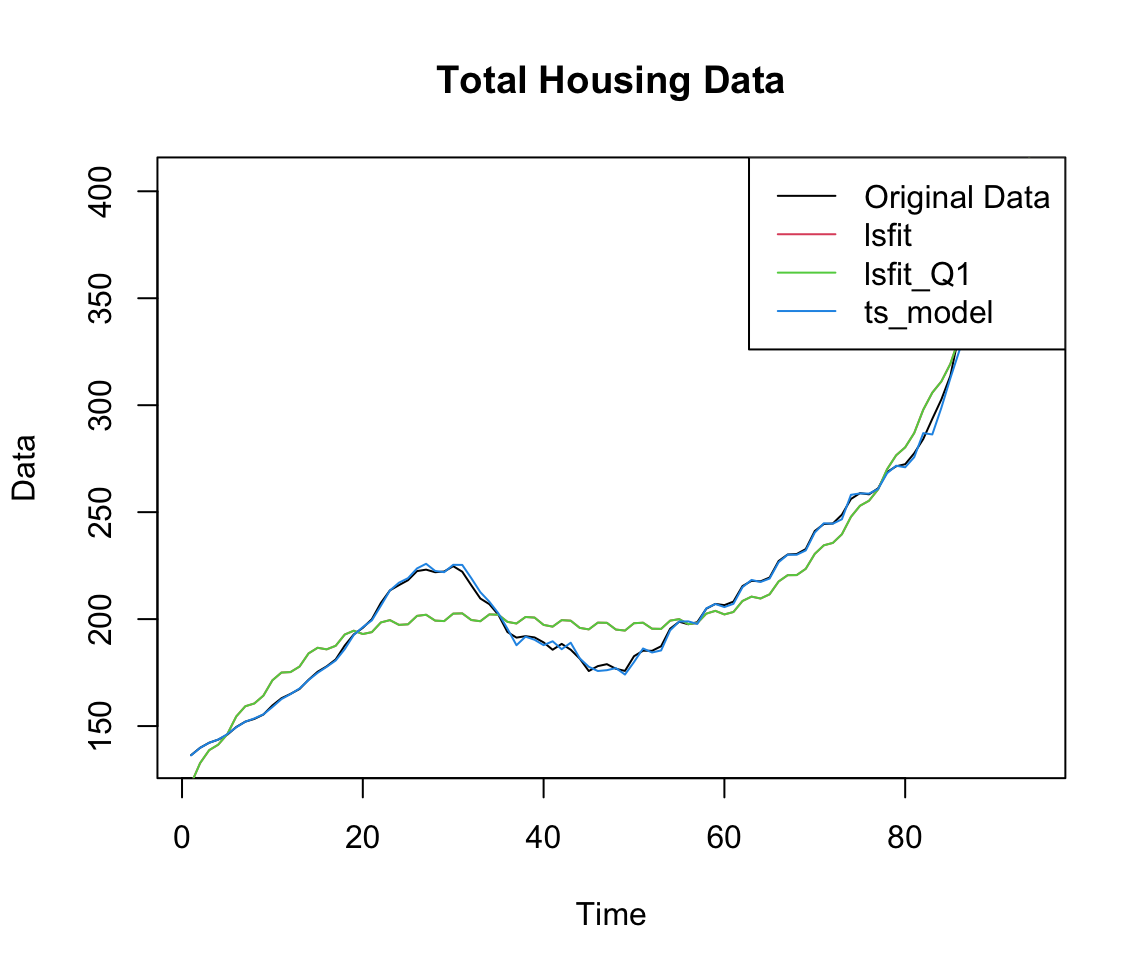 Total Housing Data
Data
400
350
300
250
200
150
Original Data
lsfit
lsfit_Q1
ts_model
0 20 40 60 80
Time